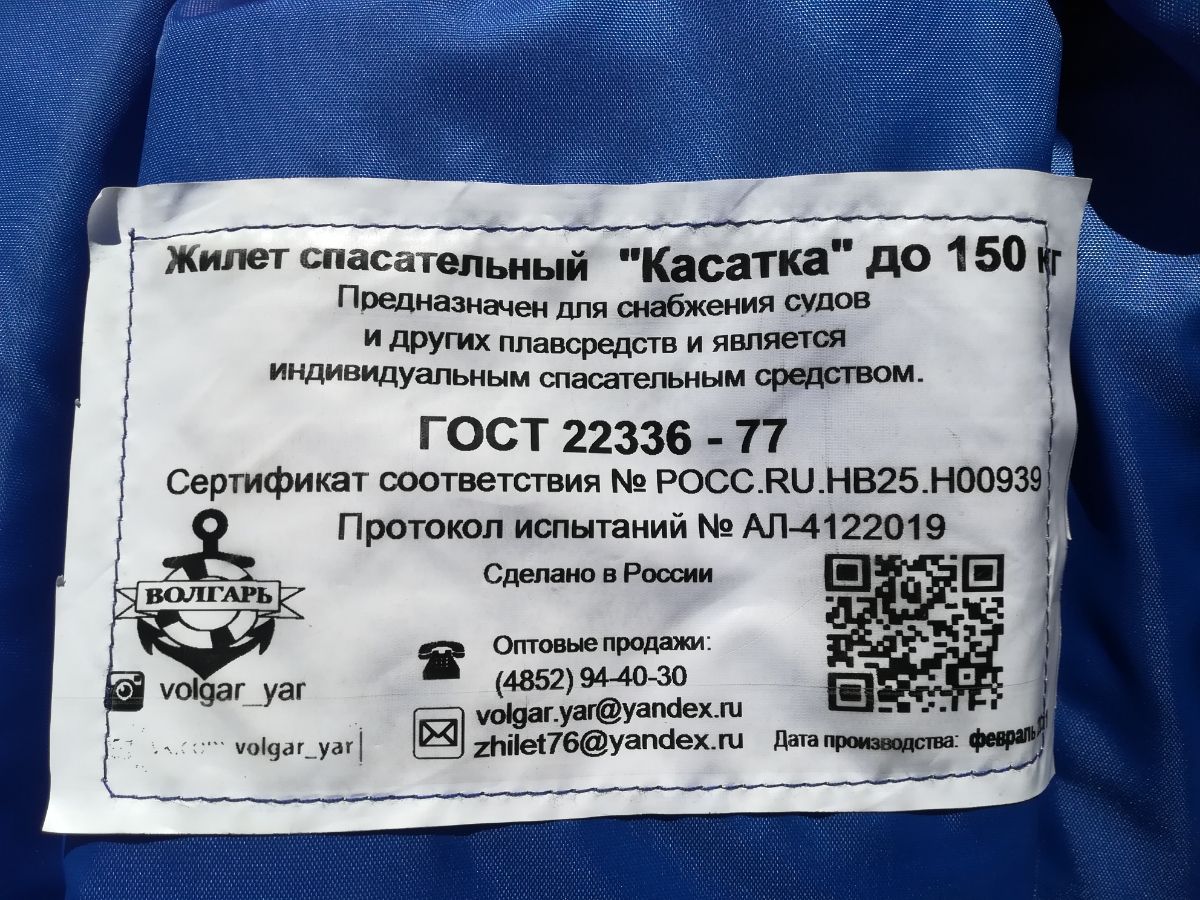 Жилет спасательный "Касатка" до 150 кг
Предназначен для снабжения судов
и других плавсредств и является
индивидуальным спасательным средством.
ГОСТ 22336 - 77
Сертификат соответствия № РОСС.RU.НВ25.Н00939
Протокол испытаний № АЛ-4122019
Сделано в России
ВОЛГАРЬ
volgar_yar
volgar_yar
Оптовые продажи:
(4852) 94-40-30
volgar.yar@yandex.ru
zhilet76@yandex.ru
Дата производства: февраль